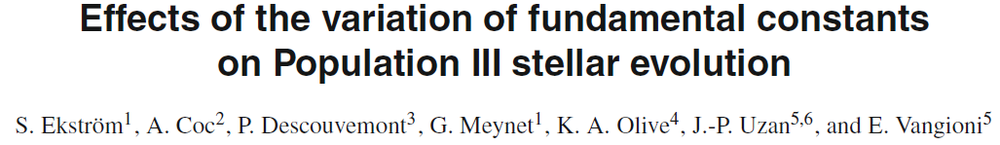 Effects of the variation of fundamental constants
on Population III stellar evolution
S. Ekström¹, A. Coc², P. Descouvemont³, G. Meynet¹, K. A. Olive⁴, J.-P. Uzan⁵,⁶, and E. Vangioni⁵